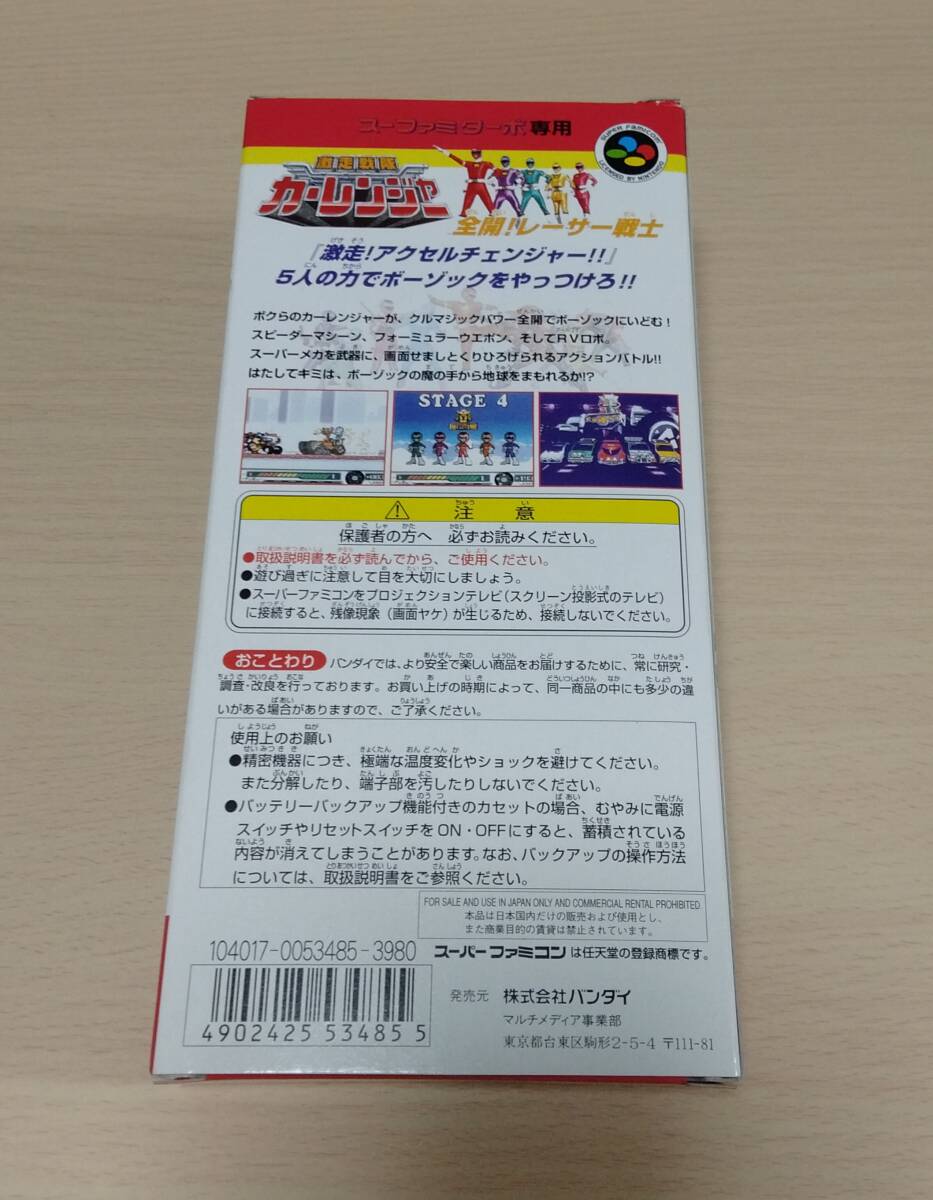 スーファミターボ専用
SUPER FAMICOM
LICENSED BY NINTENDO
激走戦隊
カーレンジャー
全開!レーサー戦士
『激走!アクセルチェンジャー!!』
5人の力でボーゾックをやっつけろ!!
ボクらのカーレンジャーが、クルマジックパワー全開でボーゾックにいどむ!
スピーダーマシーン、フォーミュラーウエポン、そしてRVロボ。
スーパーメカを武器に、画面せましとくりひろげられるアクションバトル!!
はたしてキミは、ボーゾックの魔の手から地球をまもれるか!?
STAGE 4
注意
保護者の方へ 必ずお読みください。
●取扱説明書を必ず読んでから、ご使用ください。
●遊び過ぎに注意して目を大切にしましょう。
●スーパーファミコンをプロジェクションテレビ(スクリーン投影式のテレビ)
に接続すると、残像現象(画面ヤケ)が生じるため、接続しないでください。
おことわり バンダイでは、より安全で楽しい商品をお届けするために、常に研究・
調査・改良を行っております。お買い上げの時期によって、同一商品の中にも多少の違
いがある場合がありますので、ご了承ください。
使用上のお願い
●精密機器につき、極端な温度変化やショックを避けてください。
また分解したり、端子部を汚したりしないでください。
●バッテリーバックアップ機能付きのカセットの場合、むやみに電源
スイッチやリセットスイッチをON・OFFにすると、蓄積されている
内容が消えてしまうことがあります。なお、バックアップの操作方法
については、取扱説明書をご参照ください。
FOR SALE AND USE IN JAPAN ONLY AND COMMERCIAL RENTAL PROHIBITED
本品は日本国内だけの販売および使用とし、
また商業目的の賃貸は禁止されています。
104017-0053485-3980
スーパーファミコンは任天堂の登録商標です。
4902425534855
発売元 株式会社バンダイ
マルチメディア事業部
東京都台東区駒形2-5-4 〒111-81